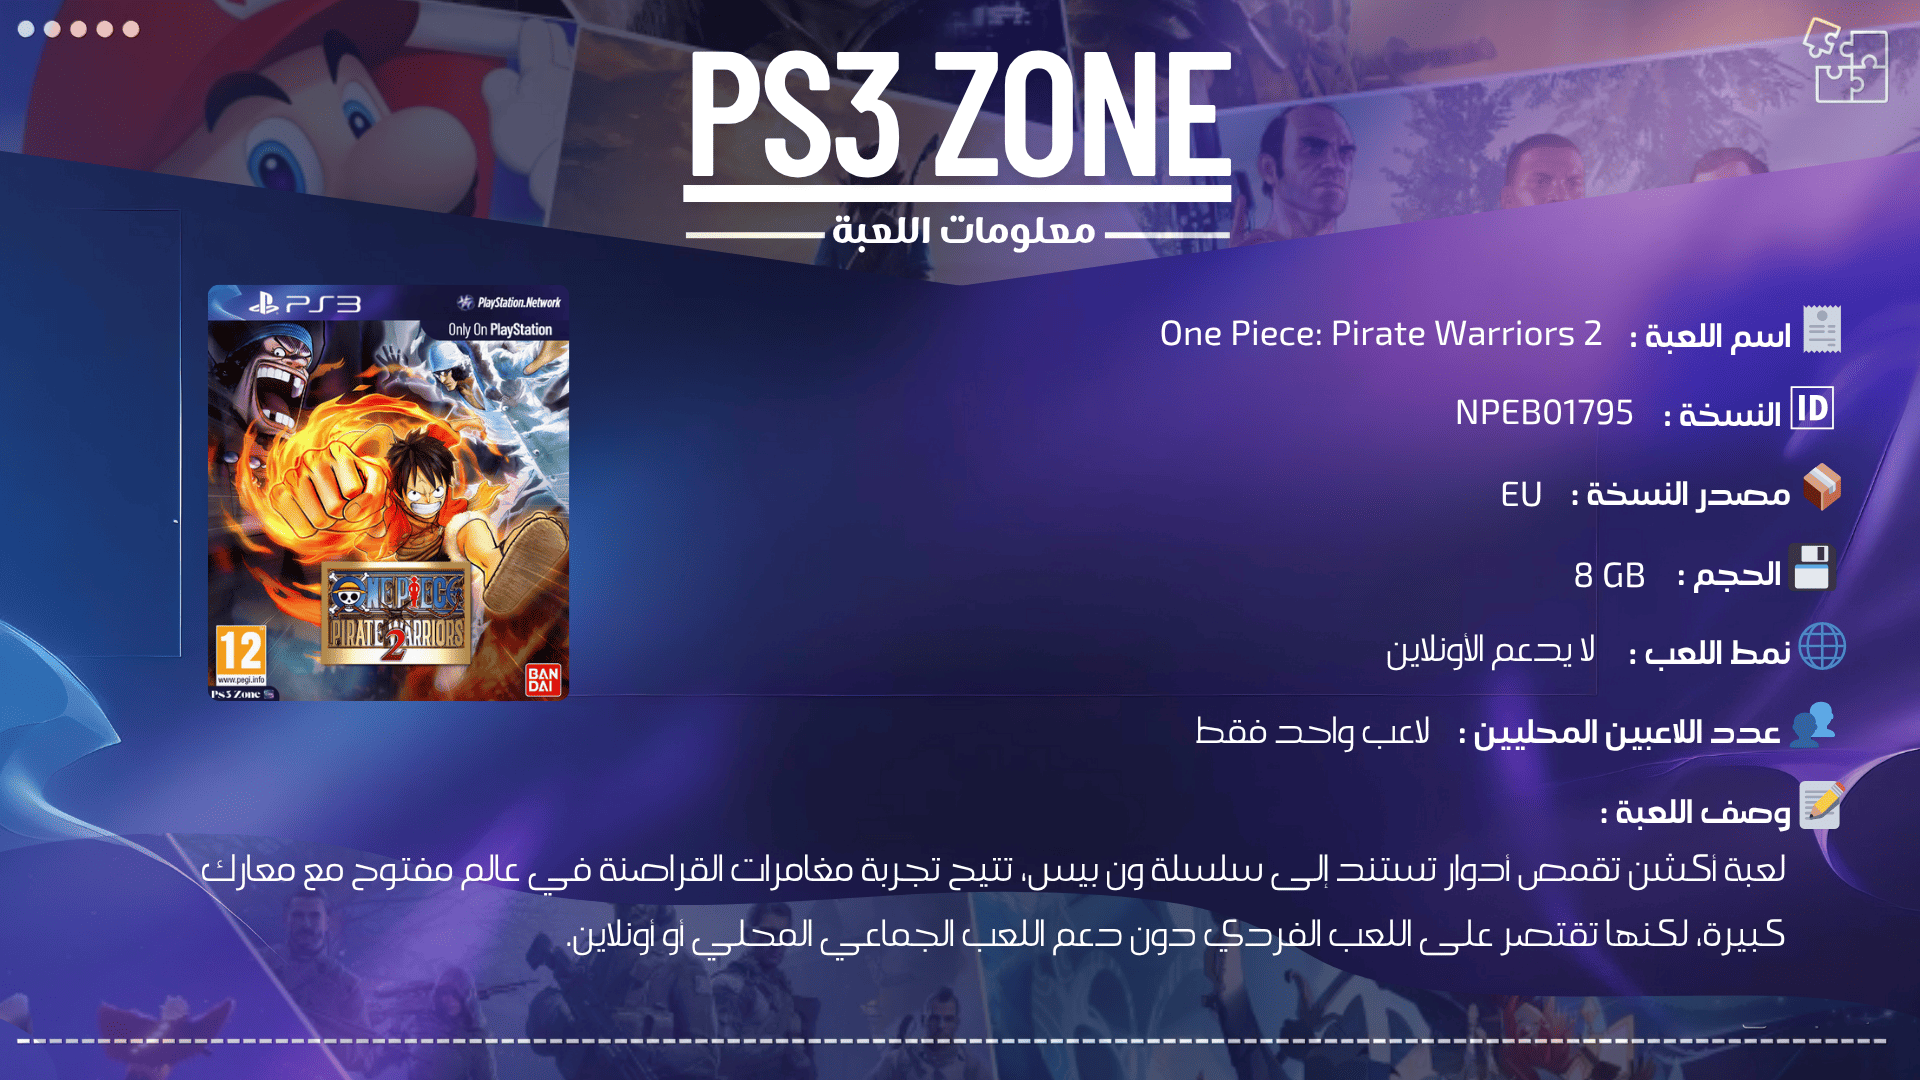 PS3 ZONE
معلومات اللعبة
PS3
PlayStation.Network
Only On PlayStation
ONE PIECE
PIRATE WARRIORS
2
12
www.pegi.info
Ps3 Zone
BAN
DAI
اسم اللعبة : One Piece: Pirate Warriors 2
ID النسخة : NPEB01795
مصدر النسخة : EU
الحجم : 8 GB
نمط اللعب : لا يدعم الأونلاين
عدد اللاعبين المحليين : لاعب واحد فقط
وصف اللعبة :
لعبة أكشن تقمص أدوار تستند إلى سلسلة ون بيس، تتيح تجربة مغامرات القراصنة في عالم مفتوح مع معارك
كبيرة، لكنها تقتصر على اللعب الفردي دون دعم اللعب الجماعي المحلي أو أونلاين.